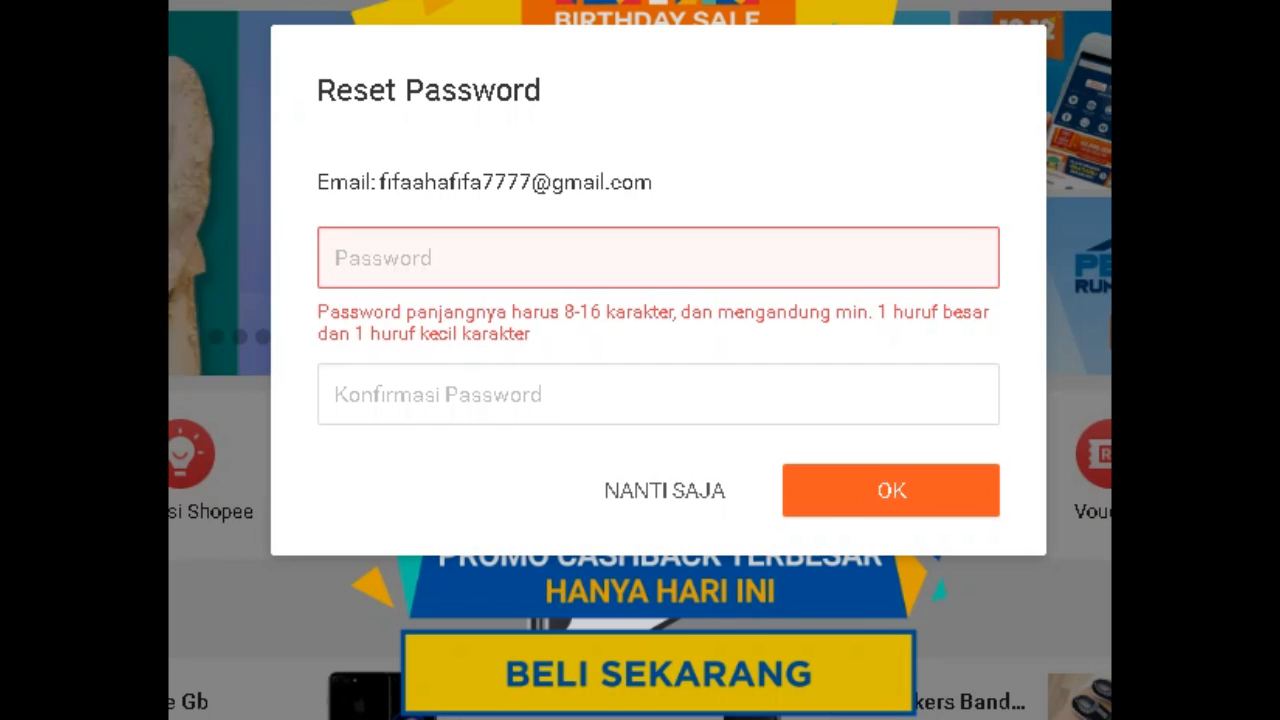 BIRTHDAY SALE
12.12
Reset Password
Email: fifaahafifa7777@gmail.com
Password
Password panjangnya harus 8-16 karakter, dan mengandung min. 1 huruf besar
dan 1 huruf kecil karakter
Konfirmasi Password
NANTI SAJA
OK
si Shopee
PROMO CASHBACK TERBESAR
HANYA HARI INI
BELI SEKARANG
e Gb
kers Band...